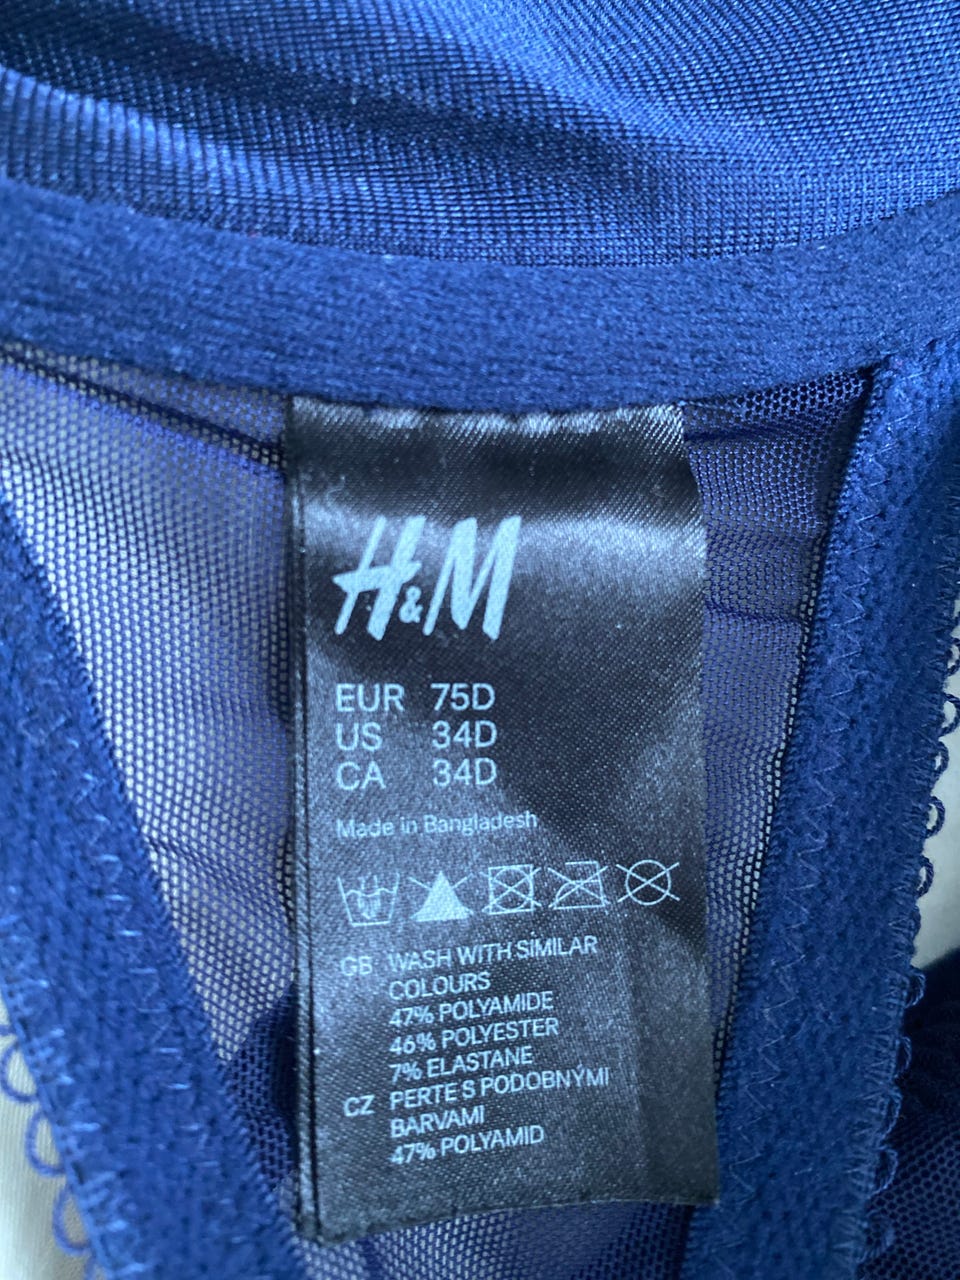 H&M
EUR 75D
US 34D
CA 34D
Made in Bangladesh
GB WASH WITH SIMILAR
COLOURS
47% POLYAMIDE
46% POLYESTER
7% ELASTANE
CZ PERTE S PODOBNÝMI
BARVAMI
47% POLYAMID